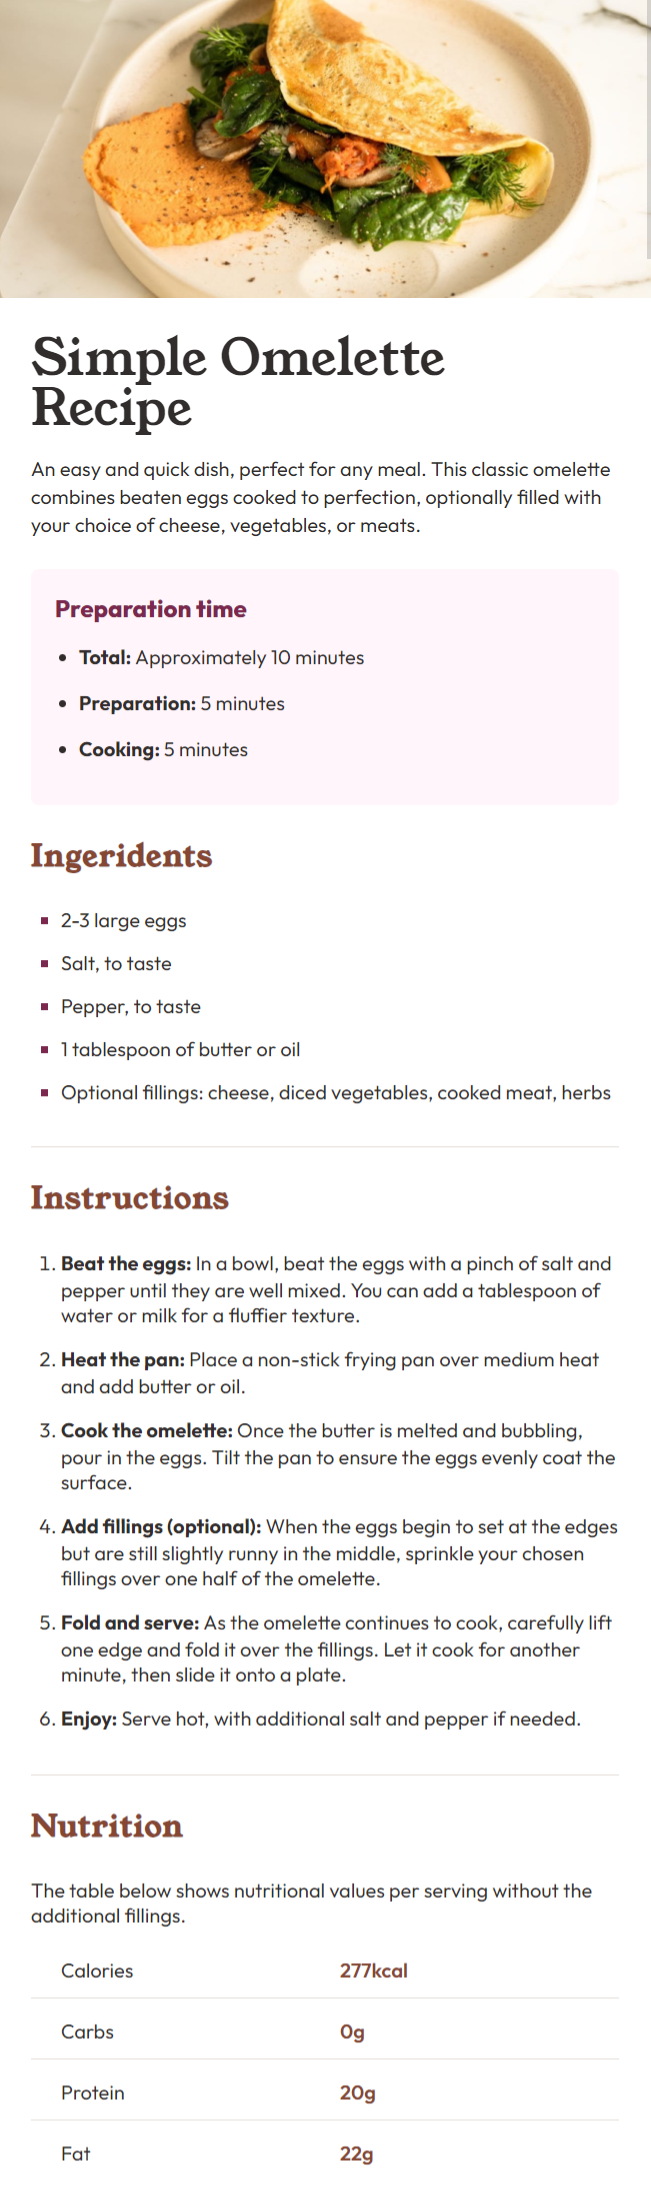 Simple Omelette
Recipe
An easy and quick dish, perfect for any meal. This classic omelette
combines beaten eggs cooked to perfection, optionally filled with
your choice of cheese, vegetables, or meats.
Preparation time
• Total: Approximately 10 minutes
• Preparation: 5 minutes
• Cooking: 5 minutes
Ingeridents
▪ 2-3 large eggs
▪ Salt, to taste
▪ Pepper, to taste
▪ 1 tablespoon of butter or oil
▪ Optional fillings: cheese, diced vegetables, cooked meat, herbs
Instructions
1. Beat the eggs: In a bowl, beat the eggs with a pinch of salt and
pepper until they are well mixed. You can add a tablespoon of
water or milk for a fluffier texture.
2. Heat the pan: Place a non-stick frying pan over medium heat
and add butter or oil.
3. Cook the omelette: Once the butter is melted and bubbling,
pour in the eggs. Tilt the pan to ensure the eggs evenly coat the
surface.
4. Add fillings (optional): When the eggs begin to set at the edges
but are still slightly runny in the middle, sprinkle your chosen
fillings over one half of the omelette.
5. Fold and serve: As the omelette continues to cook, carefully lift
one edge and fold it over the fillings. Let it cook for another
minute, then slide it onto a plate.
6. Enjoy: Serve hot, with additional salt and pepper if needed.
Nutrition
The table below shows nutritional values per serving without the
additional fillings.
Calories 277kcal
Carbs 0g
Protein 20g
Fat 22g